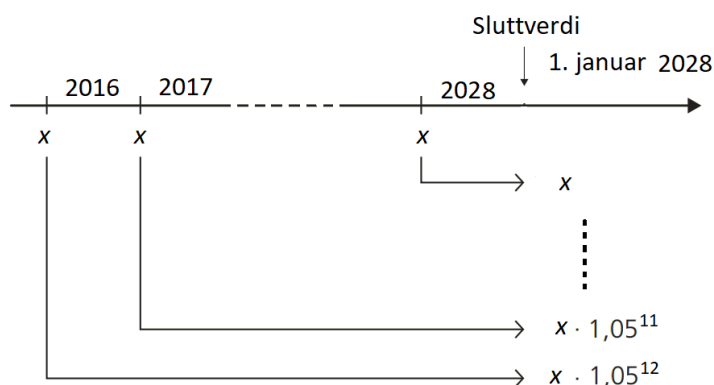 Sluttverdi
1. januar 2028
2016 2017 2028
x x x
x
x · 1,05¹¹
x · 1,05¹²